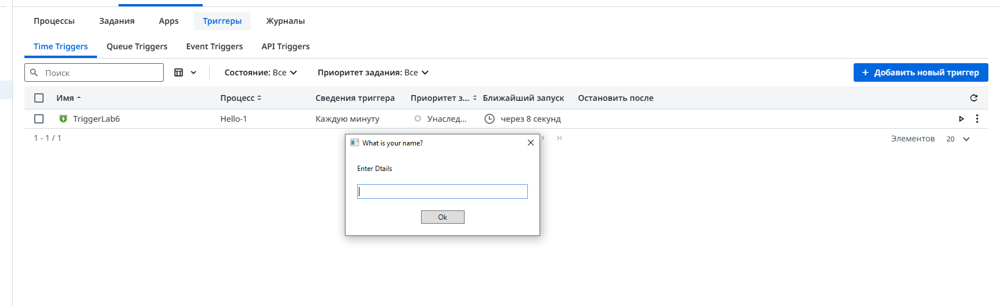 Процессы Задания Apps Триггеры Журналы
Time Triggers Queue Triggers Event Triggers API Triggers
Поиск Состояние: Все Приоритет задания: Все + Добавить новый триггер
Имя Процесс Сведения триггера Приоритет з... Ближайший запуск Остановить после
TriggerLab6 Hello-1 Каждую минуту Унаслед... через 8 секунд
1 - 1 / 1 Элементов 20
What is your name?
Enter Dtails
Ok